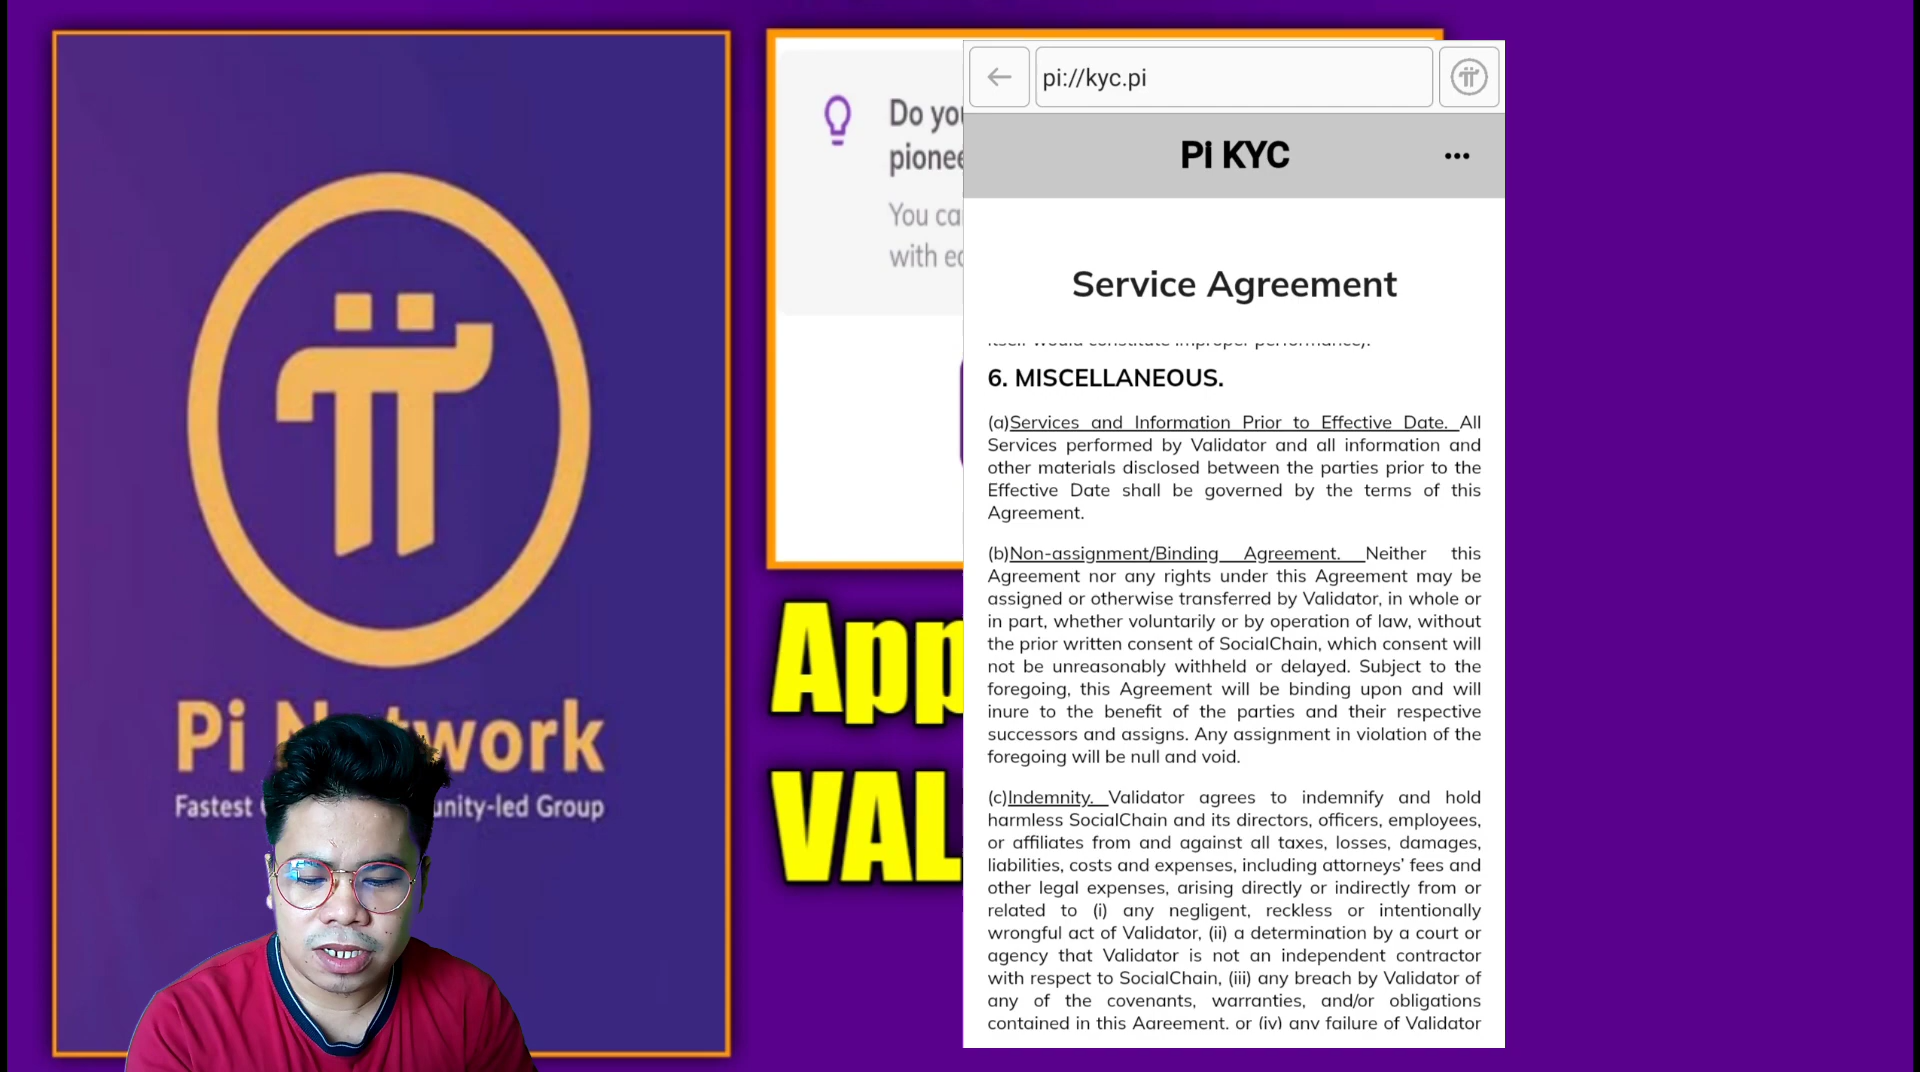 Pi Network
Fastest unity-led Group
Do you
pionee
You ca
with
App
VAL
pi://kyc.pi
Pi KYC
•••
Service Agreement
itself would constitute improper performance).
6. MISCELLANEOUS.
(a)Services and Information Prior to Effective Date. All
Services performed by Validator and all information and
other materials disclosed between the parties prior to the
Effective Date shall be governed by the terms of this
Agreement.
(b)Non-assignment/Binding Agreement. Neither this
Agreement nor any rights under this Agreement may be
assigned or otherwise transferred by Validator, in whole or
in part, whether voluntarily or by operation of law, without
the prior written consent of SocialChain, which consent will
not be unreasonably withheld or delayed. Subject to the
foregoing, this Agreement will be binding upon and will
inure to the benefit of the parties and their respective
successors and assigns. Any assignment in violation of the
foregoing will be null and void.
(c)Indemnity. Validator agrees to indemnify and hold
harmless SocialChain and its directors, officers, employees,
or affiliates from and against all taxes, losses, damages,
liabilities, costs and expenses, including attorneys' fees and
other legal expenses, arising directly or indirectly from or
related to (i) any negligent, reckless or intentionally
wrongful act of Validator, (ii) a determination by a court or
agency that Validator is not an independent contractor
with respect to SocialChain, (iii) any breach by Validator of
any of the covenants, warranties, and/or obligations
contained in this Agreement, or (iv) any failure of Validator